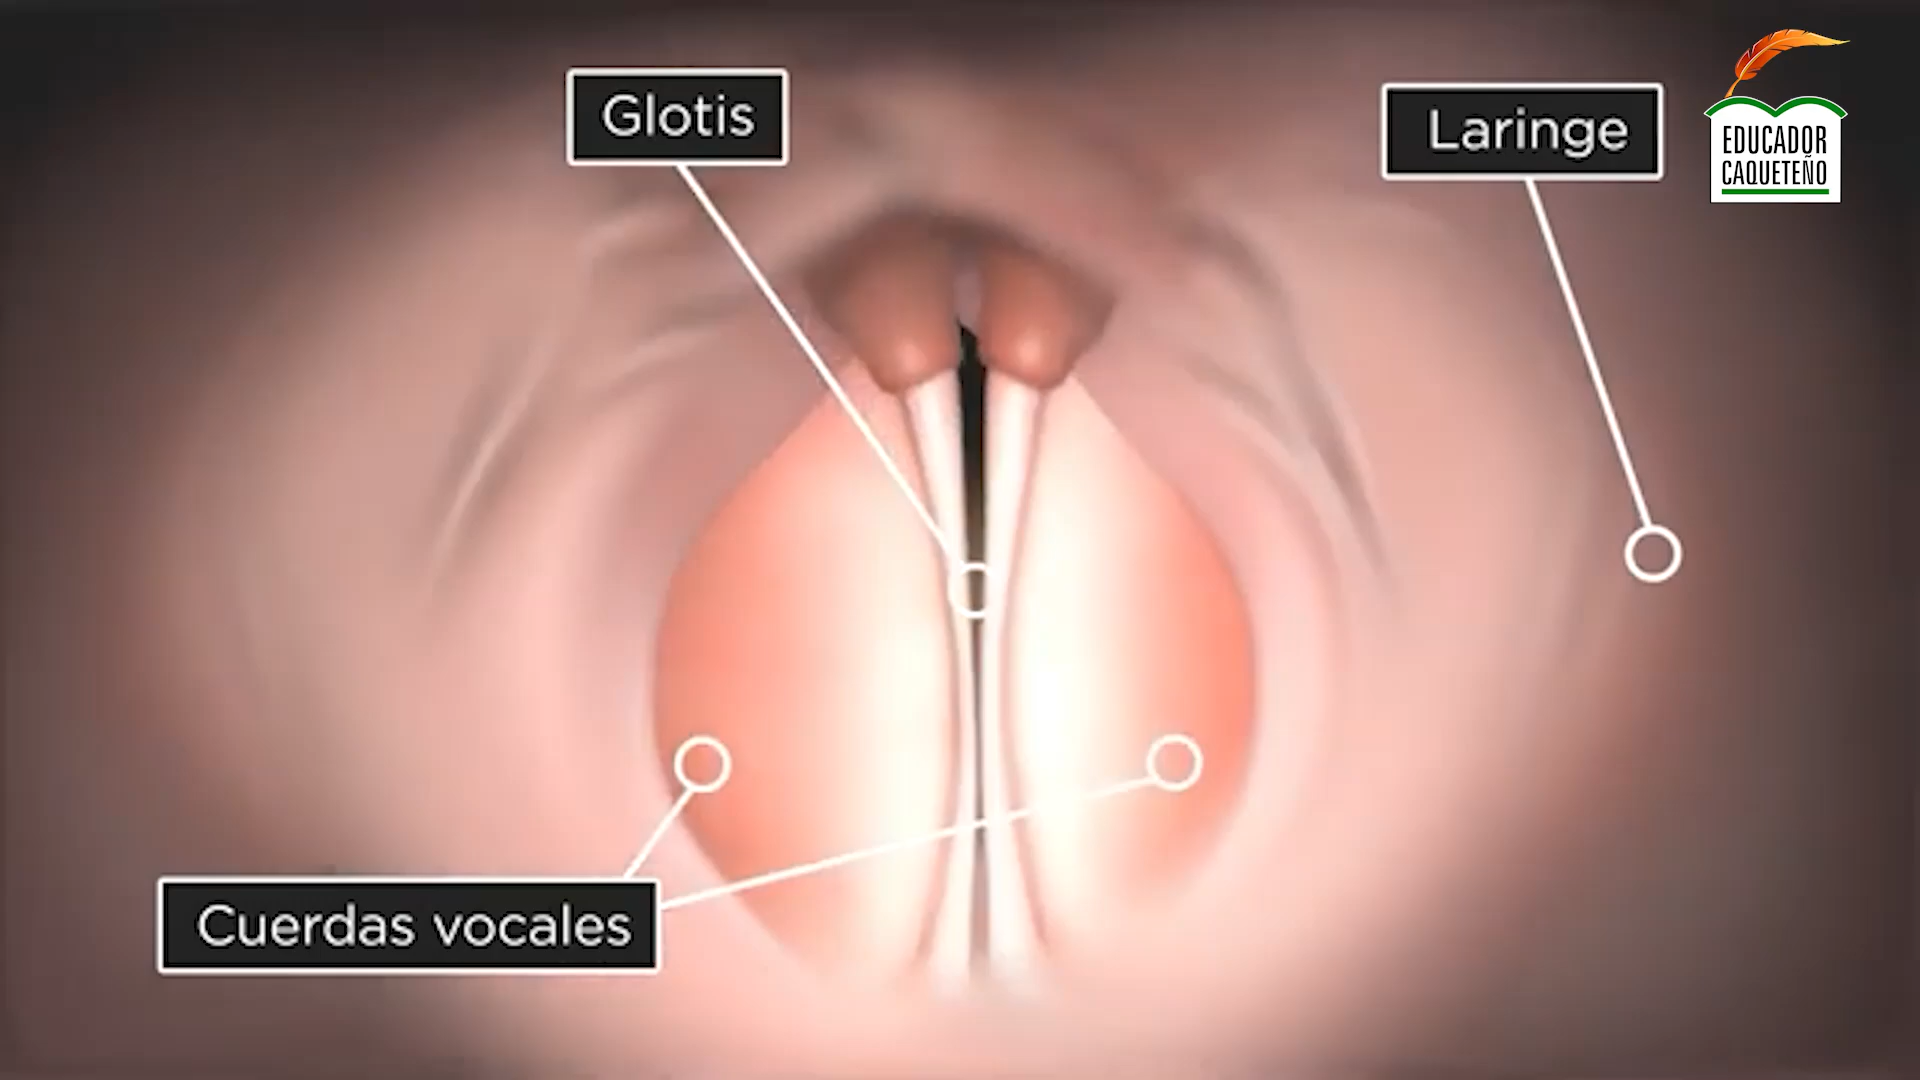 Glotis
Laringe
EDUCADOR
CAQUETEÑO
Cuerdas vocales